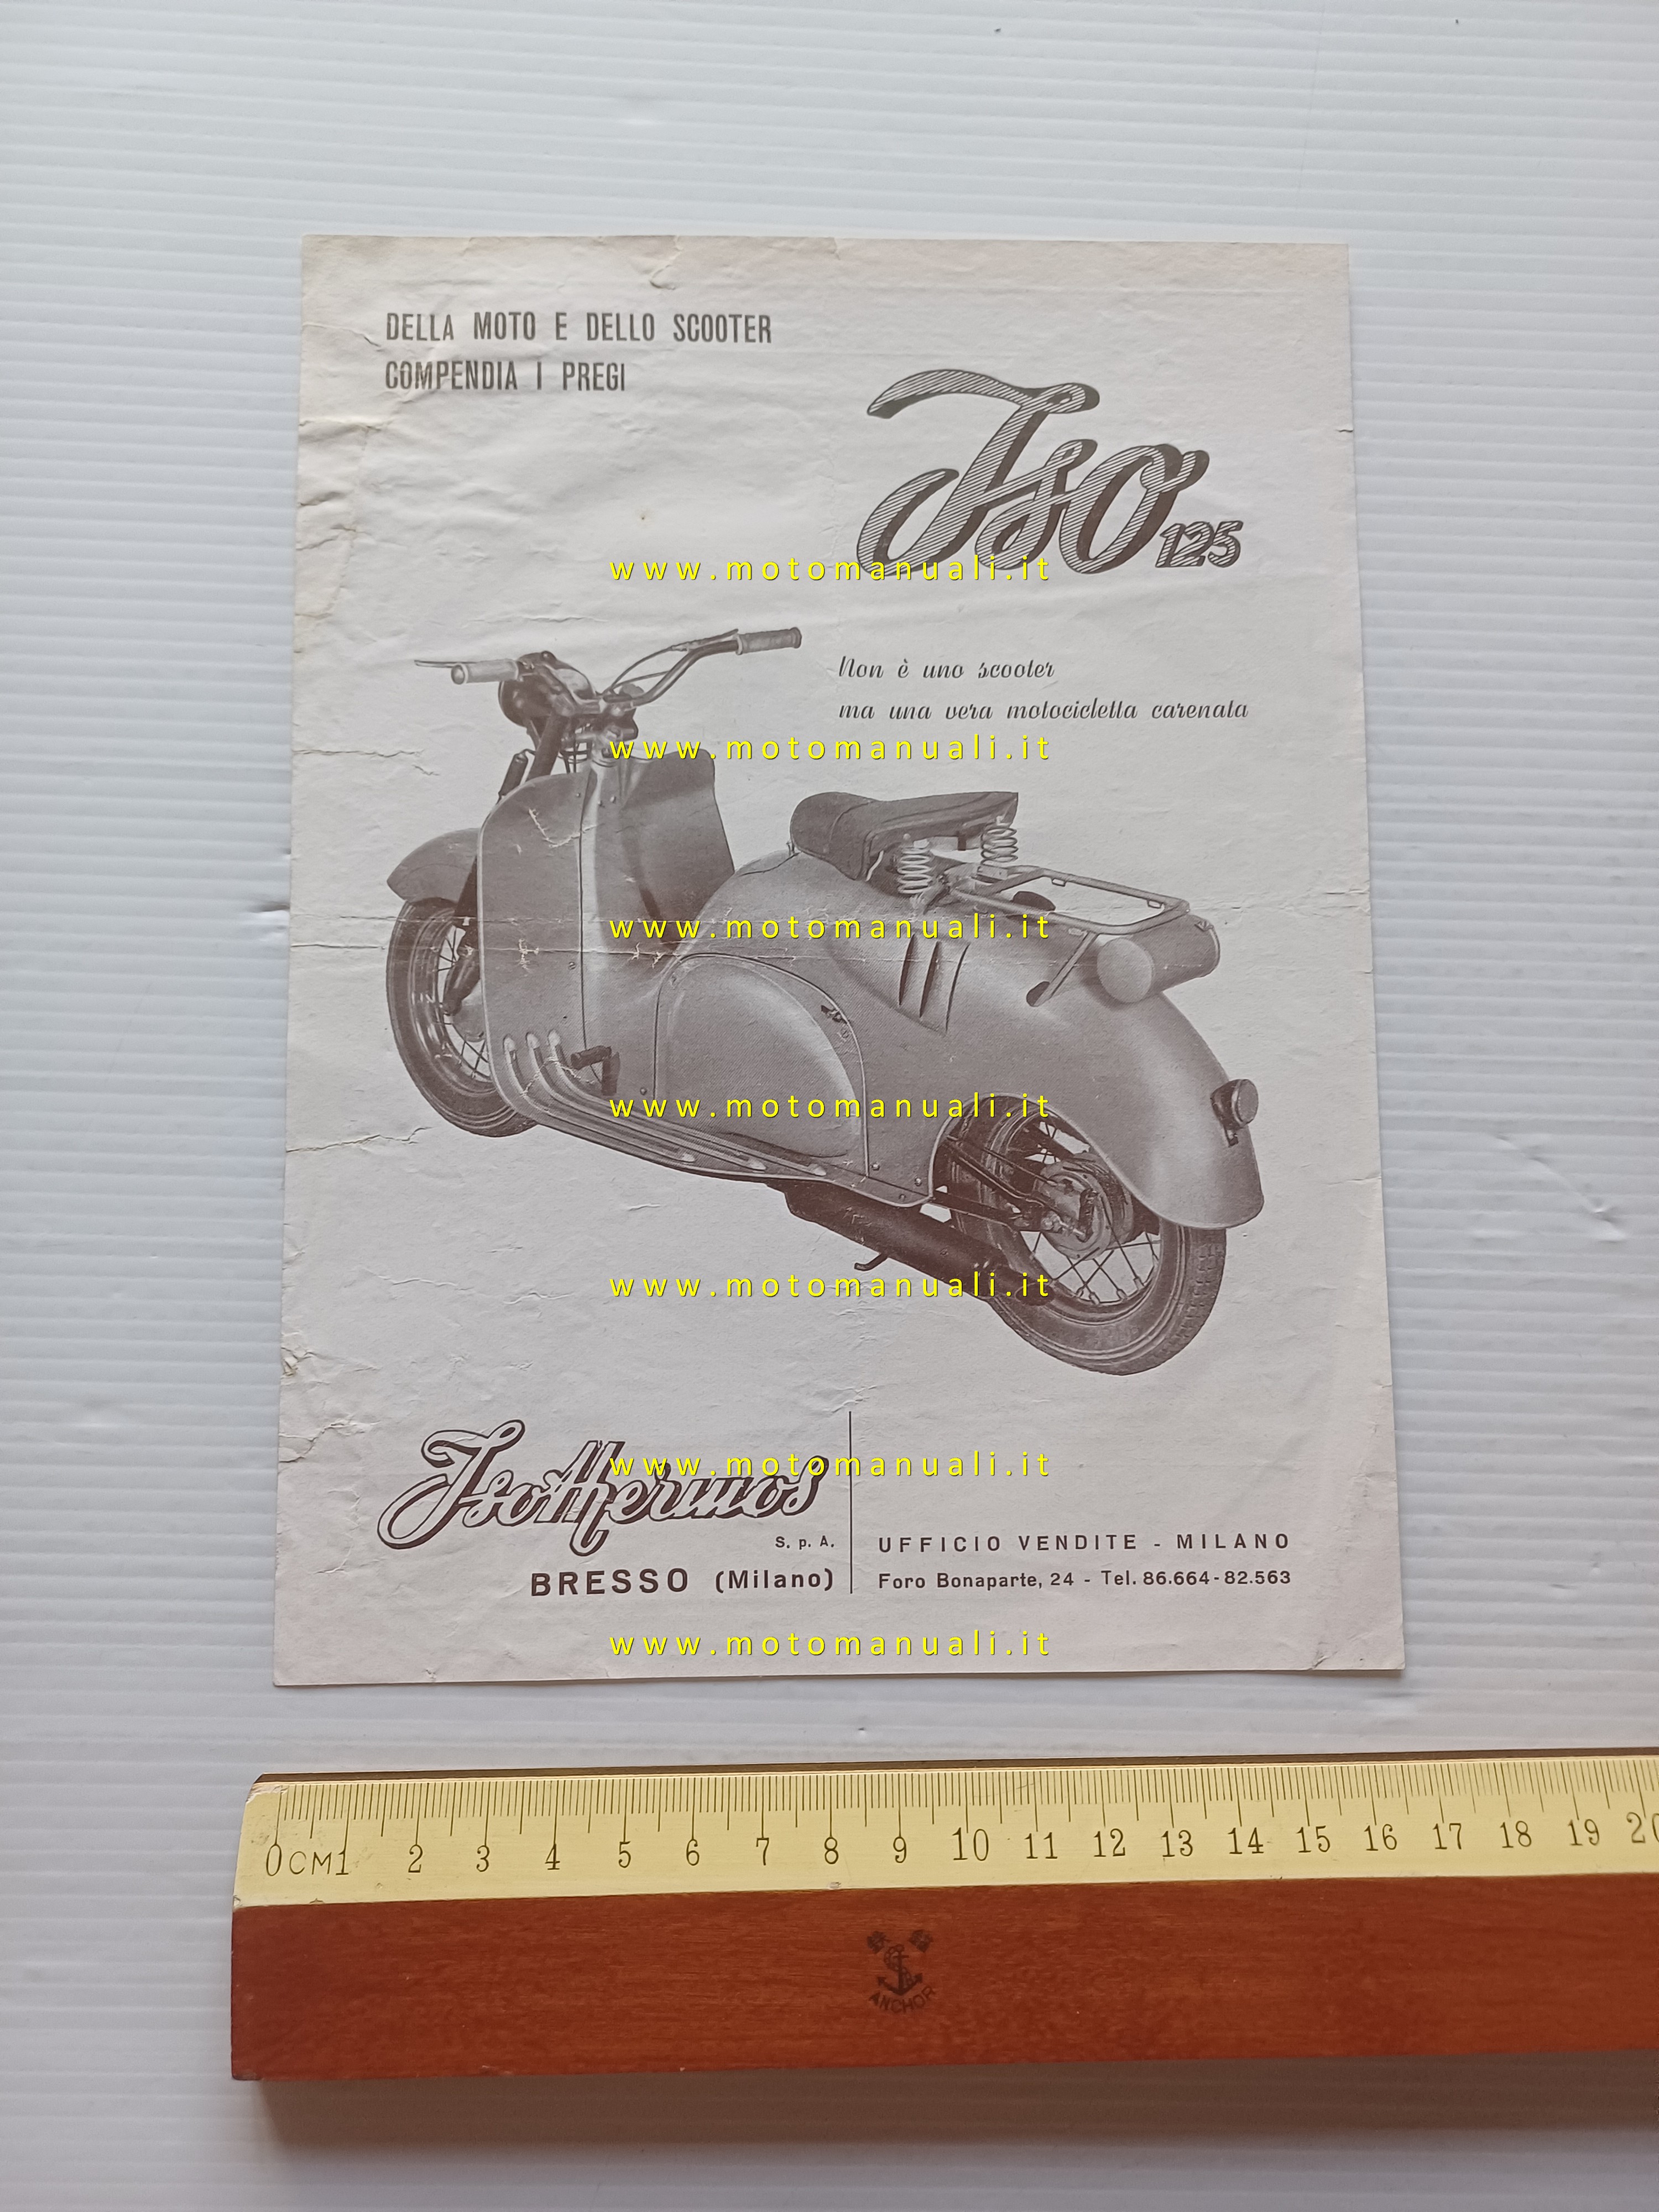 DELLA MOTO E DELLO SCOOTER
COMPENDIA I PREGI
Iso 125
www.motomanuali.it
Non è uno scooter
ma una vera motocicletta carenata
www.motomanuali.it
www.motomanuali.it
www.motomanuali.it
www.motomanuali.it
www.motomanuali.it
Isothermos
S. p. A.
BRESSO (Milano)
UFFICIO VENDITE - MILANO
Foro Bonaparte, 24 - Tel. 86.664-82.563
www.motomanuali.it
0CM1 2 3 4 5 6 7 8 9 10 11 12 13 14 15 16 17 18 19 20
ANCHOR